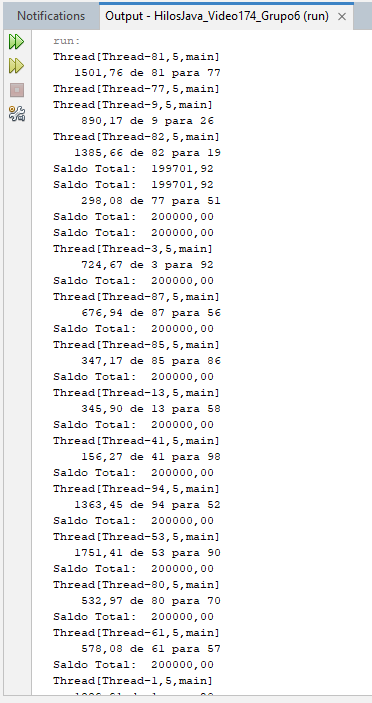 Notifications
Output - HilosJava_Video174_Grupo6 (run) ×
run:
Thread[Thread-81,5,main]
1501,76 de 81 para 77
Thread[Thread-77,5,main]
Thread[Thread-9,5,main]
890,17 de 9 para 26
Thread[Thread-82,5,main]
1385,66 de 82 para 19
Saldo Total:  199701,92
Saldo Total:  199701,92
298,08 de 77 para 51
Saldo Total:  200000,00
Saldo Total:  200000,00
Thread[Thread-3,5,main]
724,67 de 3 para 92
Saldo Total:  200000,00
Thread[Thread-87,5,main]
676,94 de 87 para 56
Saldo Total:  200000,00
Thread[Thread-85,5,main]
347,17 de 85 para 86
Saldo Total:  200000,00
Thread[Thread-13,5,main]
345,90 de 13 para 58
Saldo Total:  200000,00
Thread[Thread-41,5,main]
156,27 de 41 para 98
Saldo Total:  200000,00
Thread[Thread-94,5,main]
1363,45 de 94 para 52
Saldo Total:  200000,00
Thread[Thread-53,5,main]
1751,41 de 53 para 90
Saldo Total:  200000,00
Thread[Thread-80,5,main]
532,97 de 80 para 70
Saldo Total:  200000,00
Thread[Thread-61,5,main]
578,08 de 61 para 57
Saldo Total:  200000,00
Thread[Thread-1,5,main]